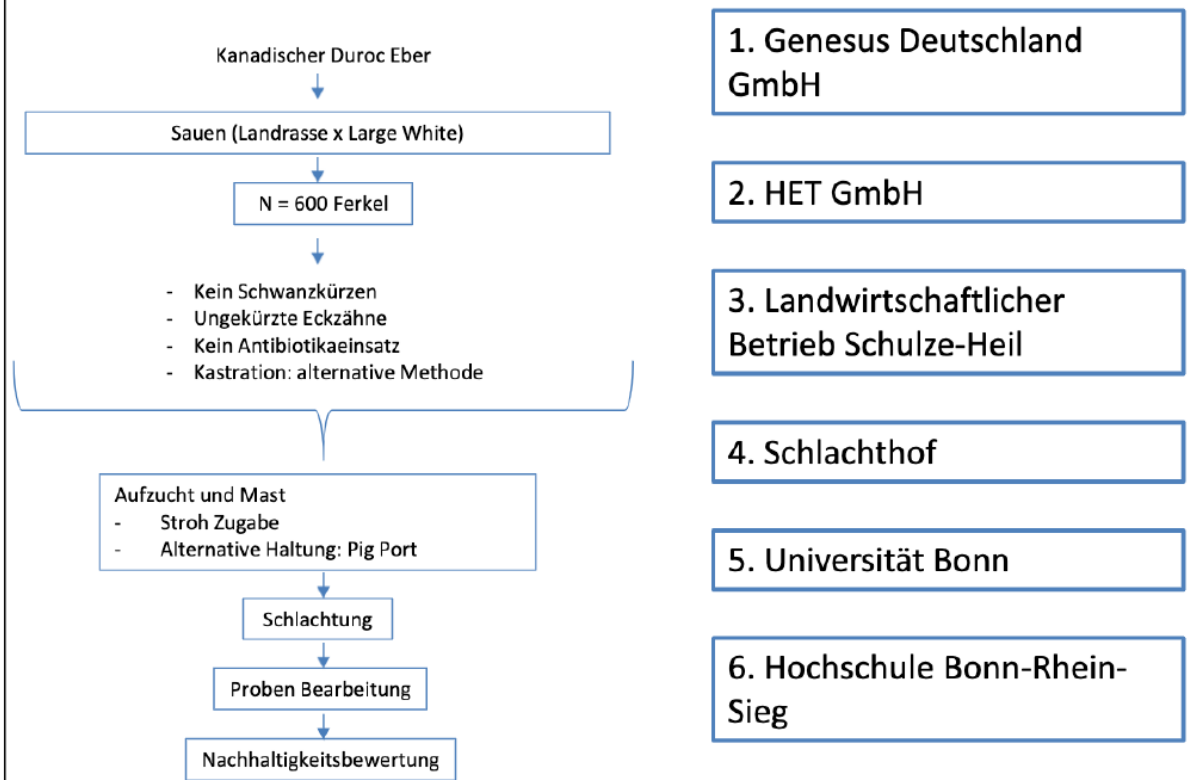 Kanadischer Duroc Eber
Sauen (Landrasse x Large White)
N = 600 Ferkel
- Kein Schwanzkürzen
- Ungekürzte Eckzähne
- Kein Antibiotikaeinsatz
- Kastration: alternative Methode
Aufzucht und Mast
- Stroh Zugabe
- Alternative Haltung: Pig Port
Schlachtung
Proben Bearbeitung
Nachhaltigkeitsbewertung
1. Genesus Deutschland
GmbH
2. HET GmbH
3. Landwirtschaftlicher
Betrieb Schulze-Heil
4. Schlachthof
5. Universität Bonn
6. Hochschule Bonn-Rhein-
Sieg